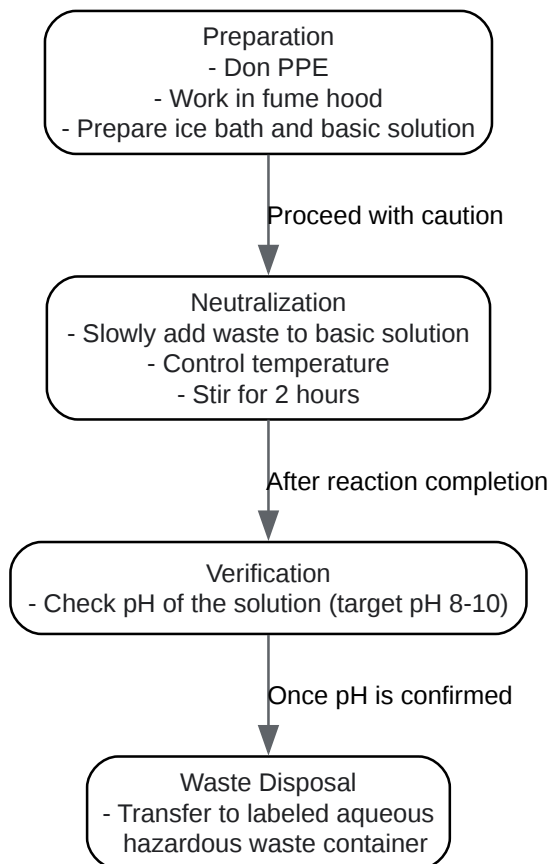 Preparation
- Don PPE
- Work in fume hood
- Prepare ice bath and basic solution
Proceed with caution
Neutralization
- Slowly add waste to basic solution
- Control temperature
- Stir for 2 hours
After reaction completion
Verification
- Check pH of the solution (target pH 8-10)
Once pH is confirmed
Waste Disposal
- Transfer to labeled aqueous
hazardous waste container